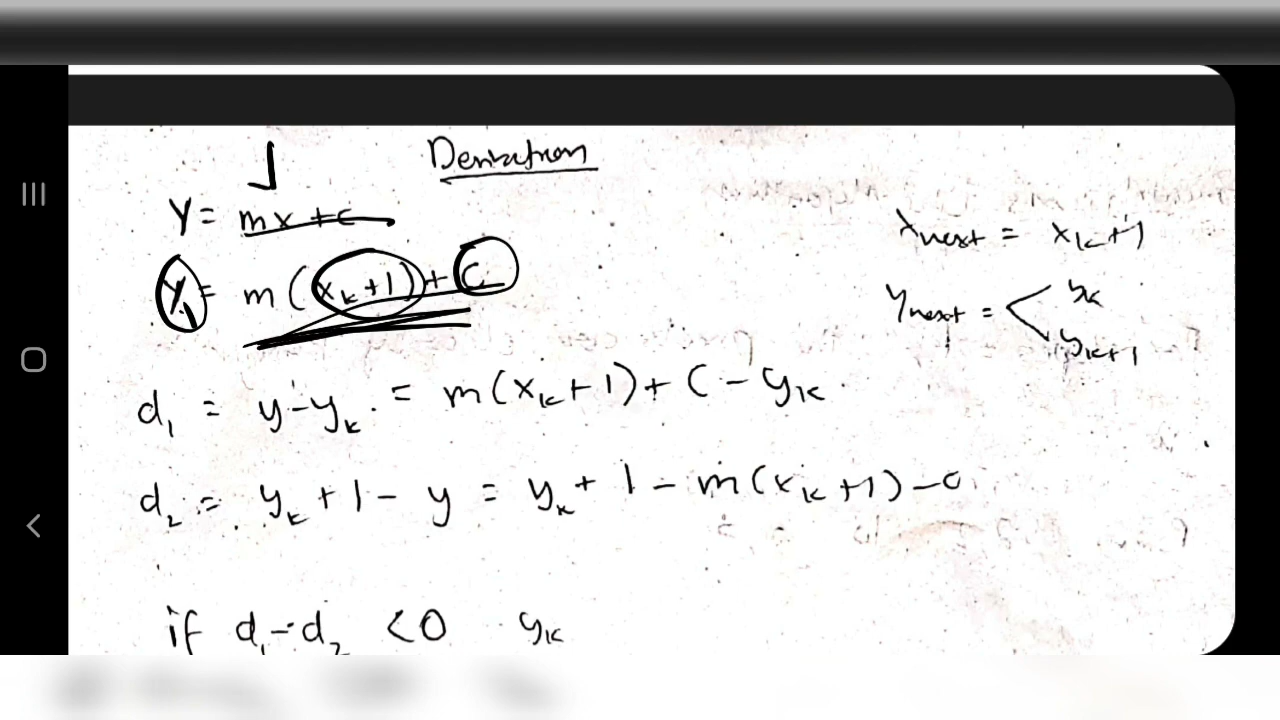 Derivation
Y = mx + c
Y₁ = m (xₖ+1) + C
xnext = xₖ+1
ynext = < yₖ
yₖ+1
d₁ = y - yₖ = m(xₖ+1) + C - yₖ
d₂ = yₖ + 1 - y = yₖ + 1 - m(xₖ+1) - c
if d₁ - d₂ < 0 yₖ